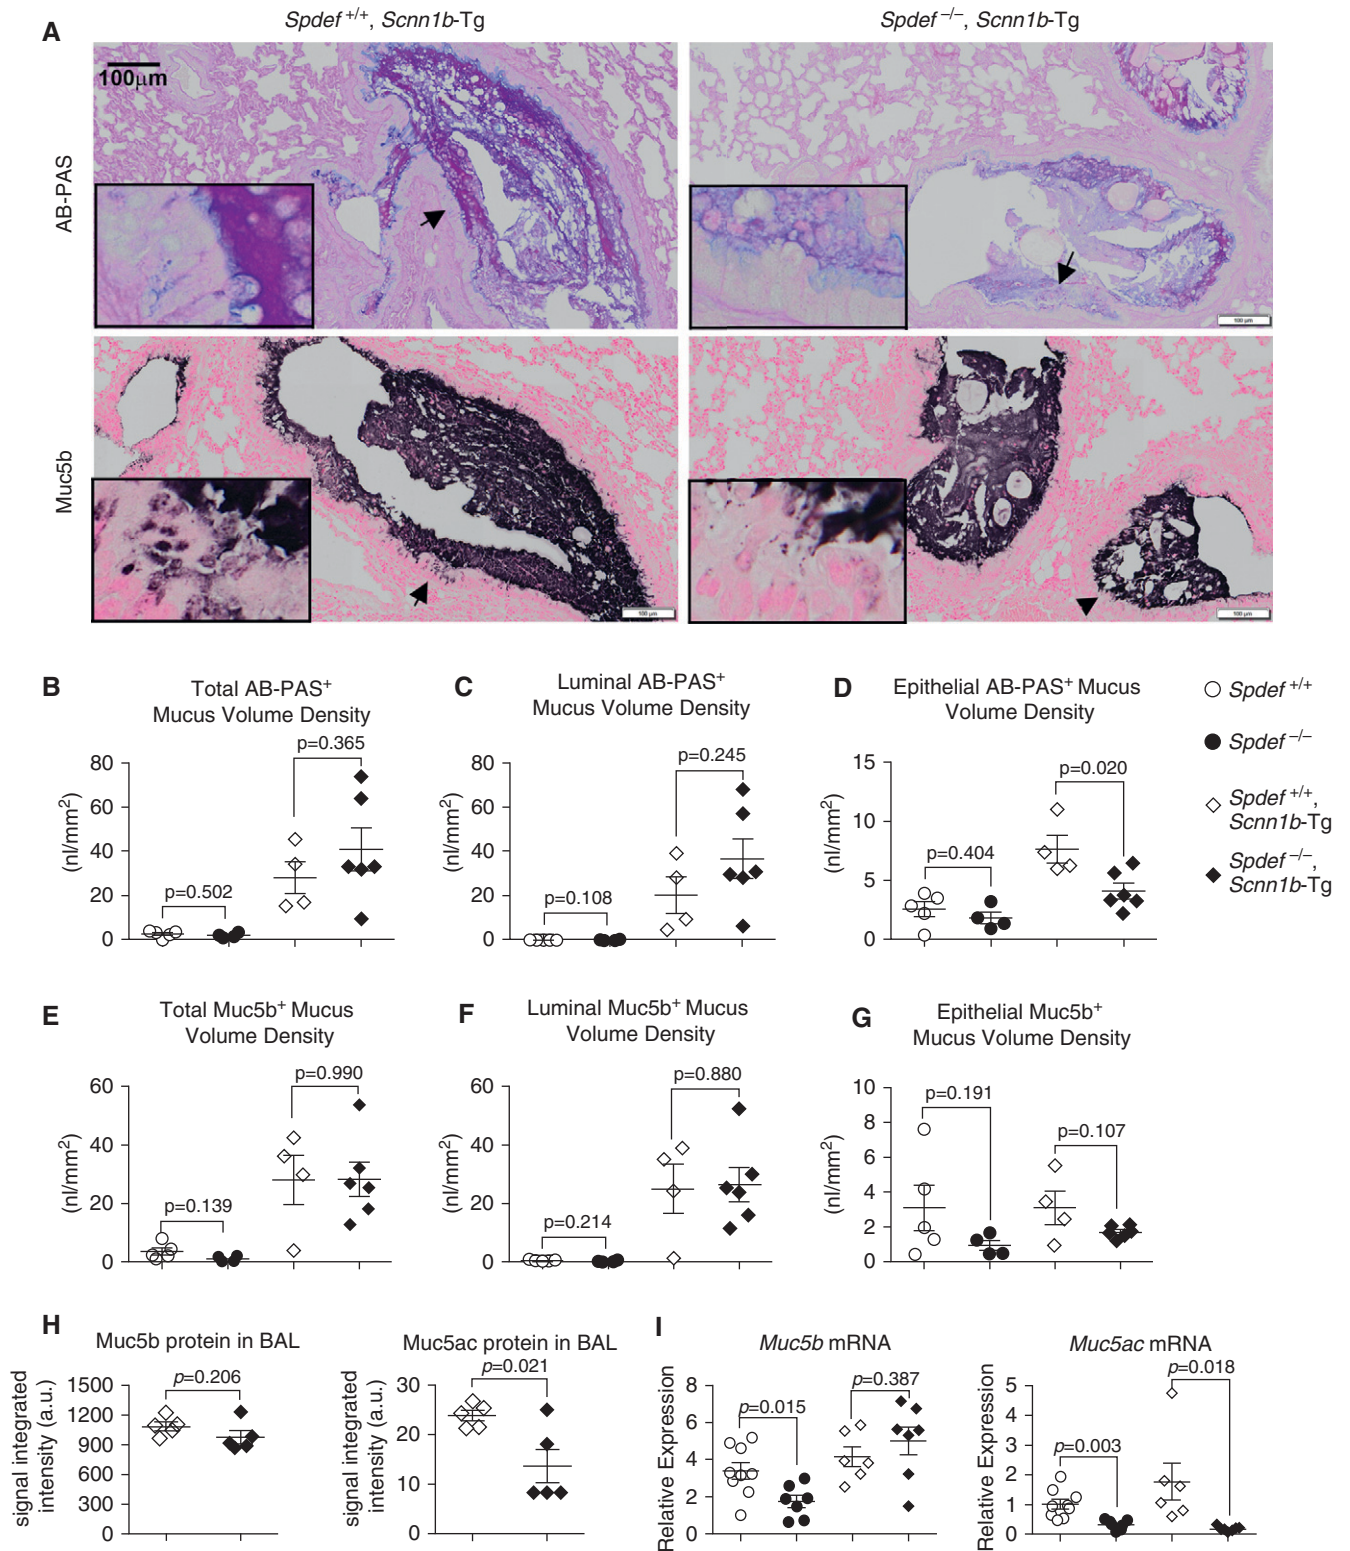 A
Spdef +/+, Scnn1b-Tg
Spdef –/–, Scnn1b-Tg
100µm
AB-PAS
100 µm
Muc5b
100 µm
100 µm
B
Total AB-PAS+
Mucus Volume Density
(nl/mm2)
80
60
40
20
0
p=0.502
p=0.365
C
Luminal AB-PAS+
Mucus Volume Density
(nl/mm2)
80
60
40
20
0
p=0.108
p=0.245
D
Epithelial AB-PAS+ Mucus
Volume Density
(nl/mm2)
15
10
5
0
p=0.404
p=0.020
Spdef +/+
Spdef –/–
Spdef +/+,
Scnn1b-Tg
Spdef –/–,
Scnn1b-Tg
E
Total Muc5b+ Mucus
Volume Density
(nl/mm2)
60
40
20
0
p=0.139
p=0.990
F
Luminal Muc5b+ Mucus
Volume Density
(nl/mm2)
60
40
20
0
p=0.214
p=0.880
G
Epithelial Muc5b+
Mucus Volume Density
(nl/mm2)
10
8
6
4
2
0
p=0.191
p=0.107
H
Muc5b protein in BAL
signal integrated
intensity (a.u.)
1500
1200
900
600
300
0
p=0.206
Muc5ac protein in BAL
signal integrated
intensity (a.u.)
30
20
10
0
p=0.021
I
Muc5b mRNA
Relative Expression
8
6
4
2
0
p=0.015
p=0.387
Muc5ac mRNA
Relative Expression
5
4
3
2
1
0
p=0.003
p=0.018